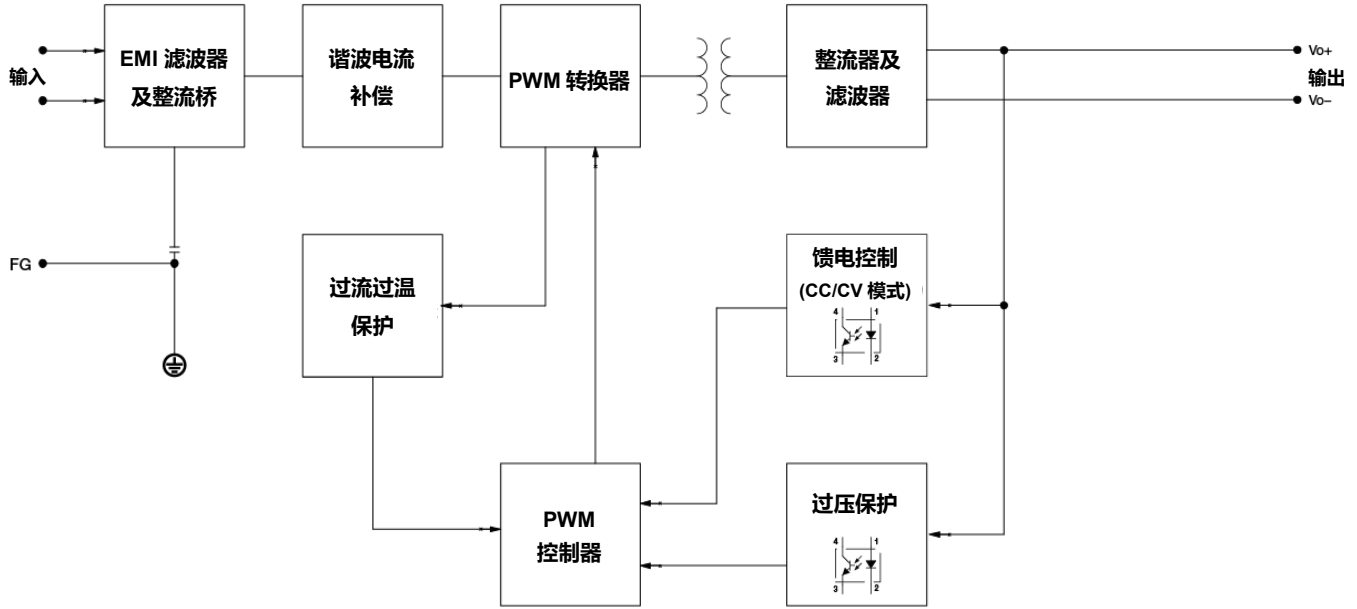 输入
EMI 滤波器
及整流桥
谐波电流
补偿
PWM 转换器
整流器及
滤波器
Vo+
输出
Vo–
FG
过流过温
保护
馈电控制
(CC/CV 模式)
4 1
3 2
PWM
控制器
过压保护
4 1
3 2